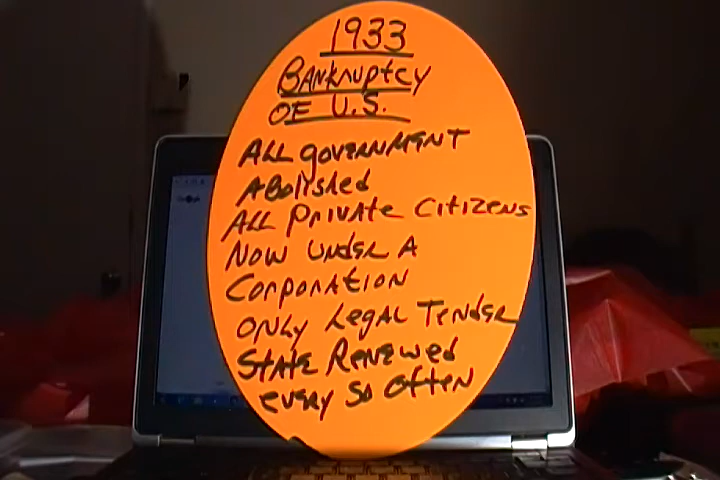 1933
BANKRUPTCY
OF U.S.
ALL GOVERNMENT
Abolished
ALL Private Citizens
NOW UNDER A
CORPORATION
ONLY LEGAL TENDER
STATE RENEWED
EVERY SO OFTEN
Google